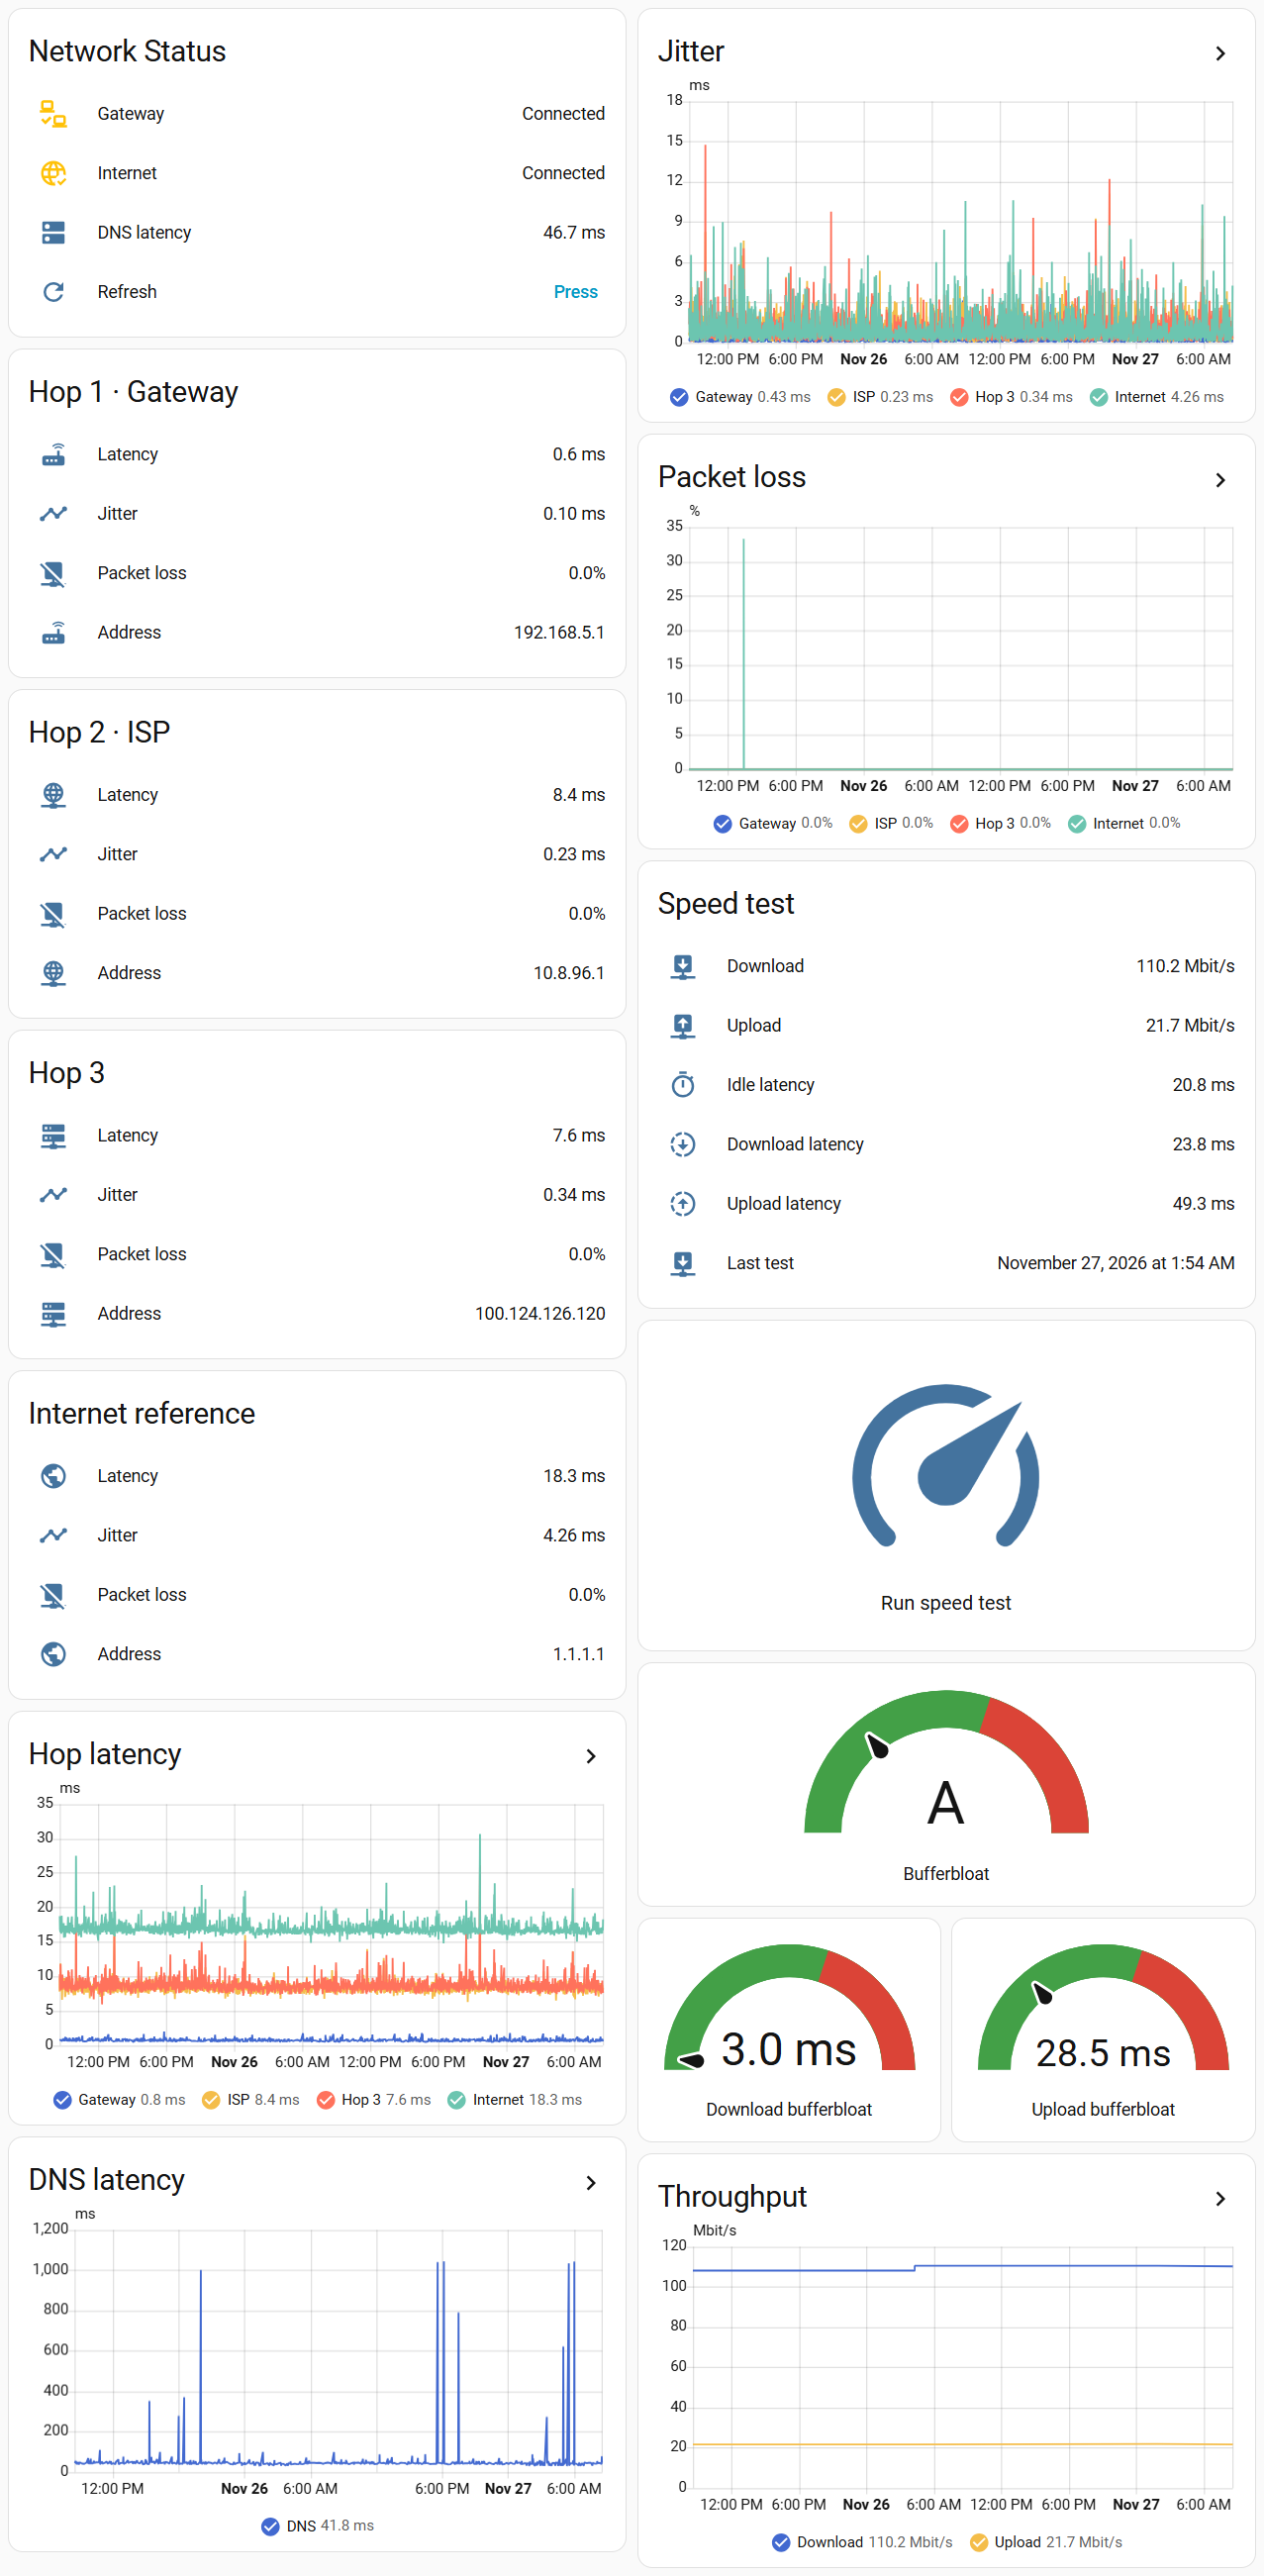 Network Status
Gateway Connected
Internet Connected
DNS latency 46.7 ms
Refresh Press
Hop 1 · Gateway
Latency 0.6 ms
Jitter 0.10 ms
Packet loss 0.0%
Address 192.168.5.1
Hop 2 · ISP
Latency 8.4 ms
Jitter 0.23 ms
Packet loss 0.0%
Address 10.8.96.1
Hop 3
Latency 7.6 ms
Jitter 0.34 ms
Packet loss 0.0%
Address 100.124.126.120
Internet reference
Latency 18.3 ms
Jitter 4.26 ms
Packet loss 0.0%
Address 1.1.1.1
Hop latency
ms
35
30
25
20
15
10
5
0
12:00 PM 6:00 PM Nov 26 6:00 AM 12:00 PM 6:00 PM Nov 27 6:00 AM
Gateway 0.8 ms ISP 8.4 ms Hop 3 7.6 ms Internet 18.3 ms
DNS latency
ms
1,200
1,000
800
600
400
200
0
12:00 PM Nov 26 6:00 AM 6:00 PM Nov 27 6:00 AM
DNS 41.8 ms
Jitter
ms
18
15
12
9
6
3
0
12:00 PM 6:00 PM Nov 26 6:00 AM 12:00 PM 6:00 PM Nov 27 6:00 AM
Gateway 0.43 ms ISP 0.23 ms Hop 3 0.34 ms Internet 4.26 ms
Packet loss
%
35
30
25
20
15
10
5
0
12:00 PM 6:00 PM Nov 26 6:00 AM 12:00 PM 6:00 PM Nov 27 6:00 AM
Gateway 0.0% ISP 0.0% Hop 3 0.0% Internet 0.0%
Speed test
Download 110.2 Mbit/s
Upload 21.7 Mbit/s
Idle latency 20.8 ms
Download latency 23.8 ms
Upload latency 49.3 ms
Last test November 27, 2026 at 1:54 AM
Run speed test
A
Bufferbloat
3.0 ms
Download bufferbloat
28.5 ms
Upload bufferbloat
Throughput
Mbit/s
120
100
80
60
40
20
0
12:00 PM 6:00 PM Nov 26 6:00 AM 12:00 PM 6:00 PM Nov 27 6:00 AM
Download 110.2 Mbit/s Upload 21.7 Mbit/s